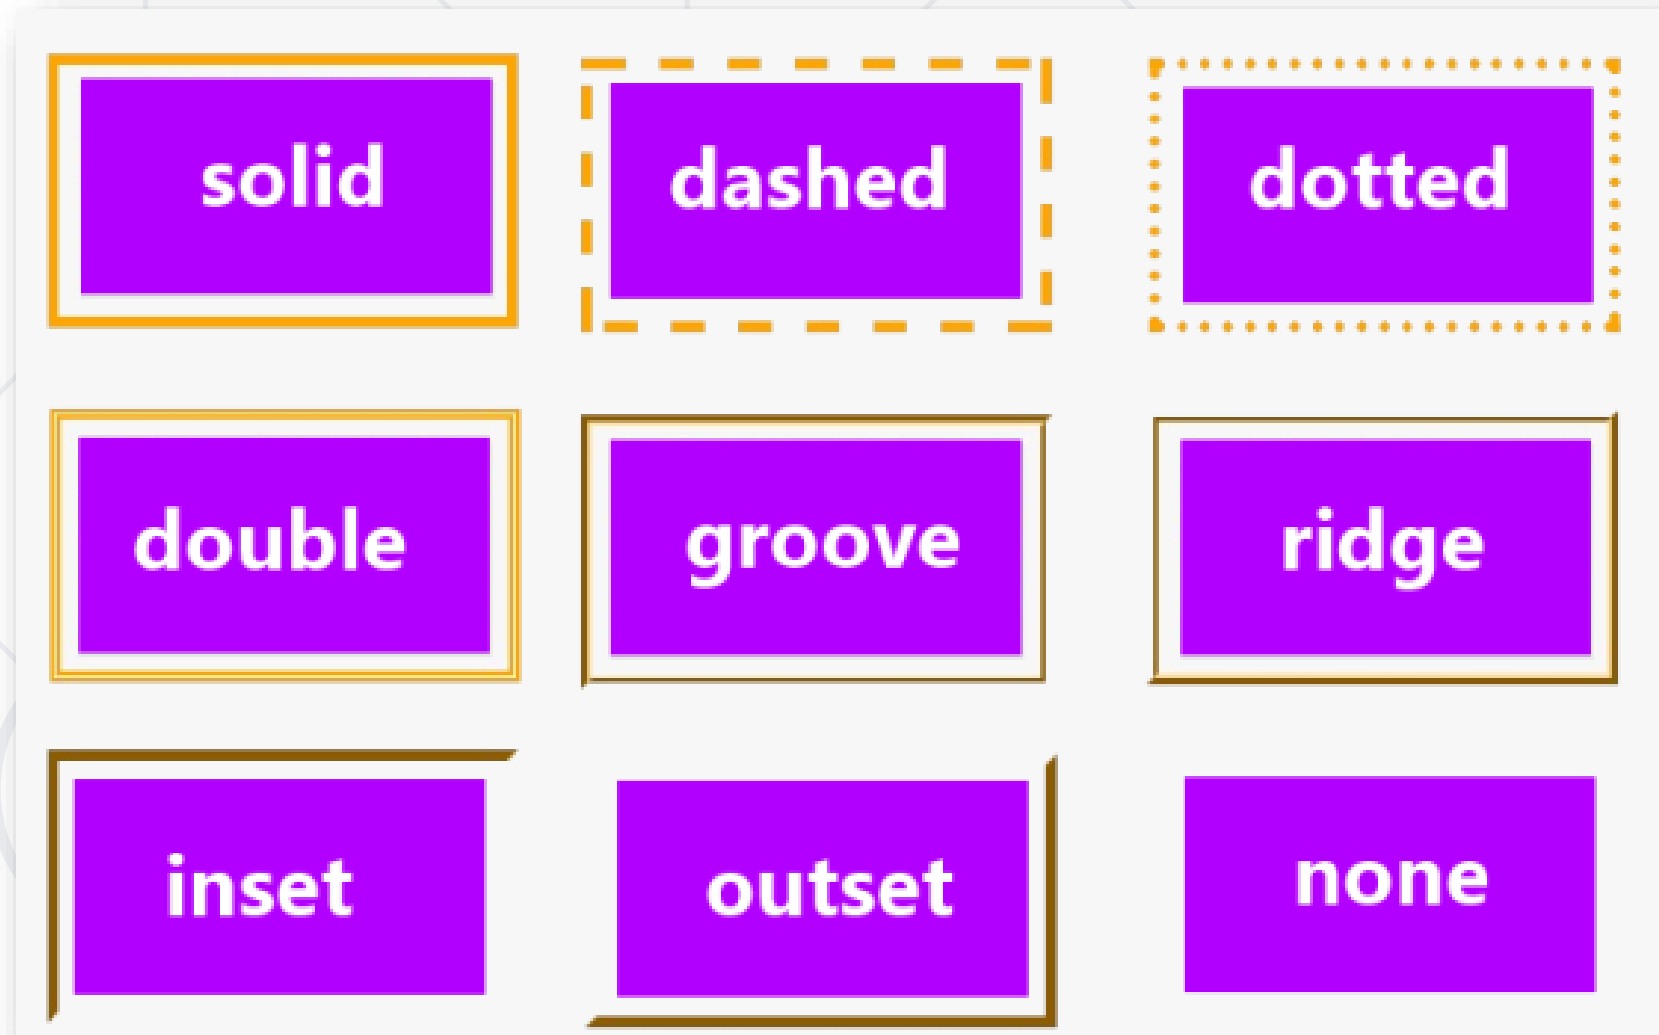 solid
dashed
dotted
double
groove
ridge
inset
outset
none